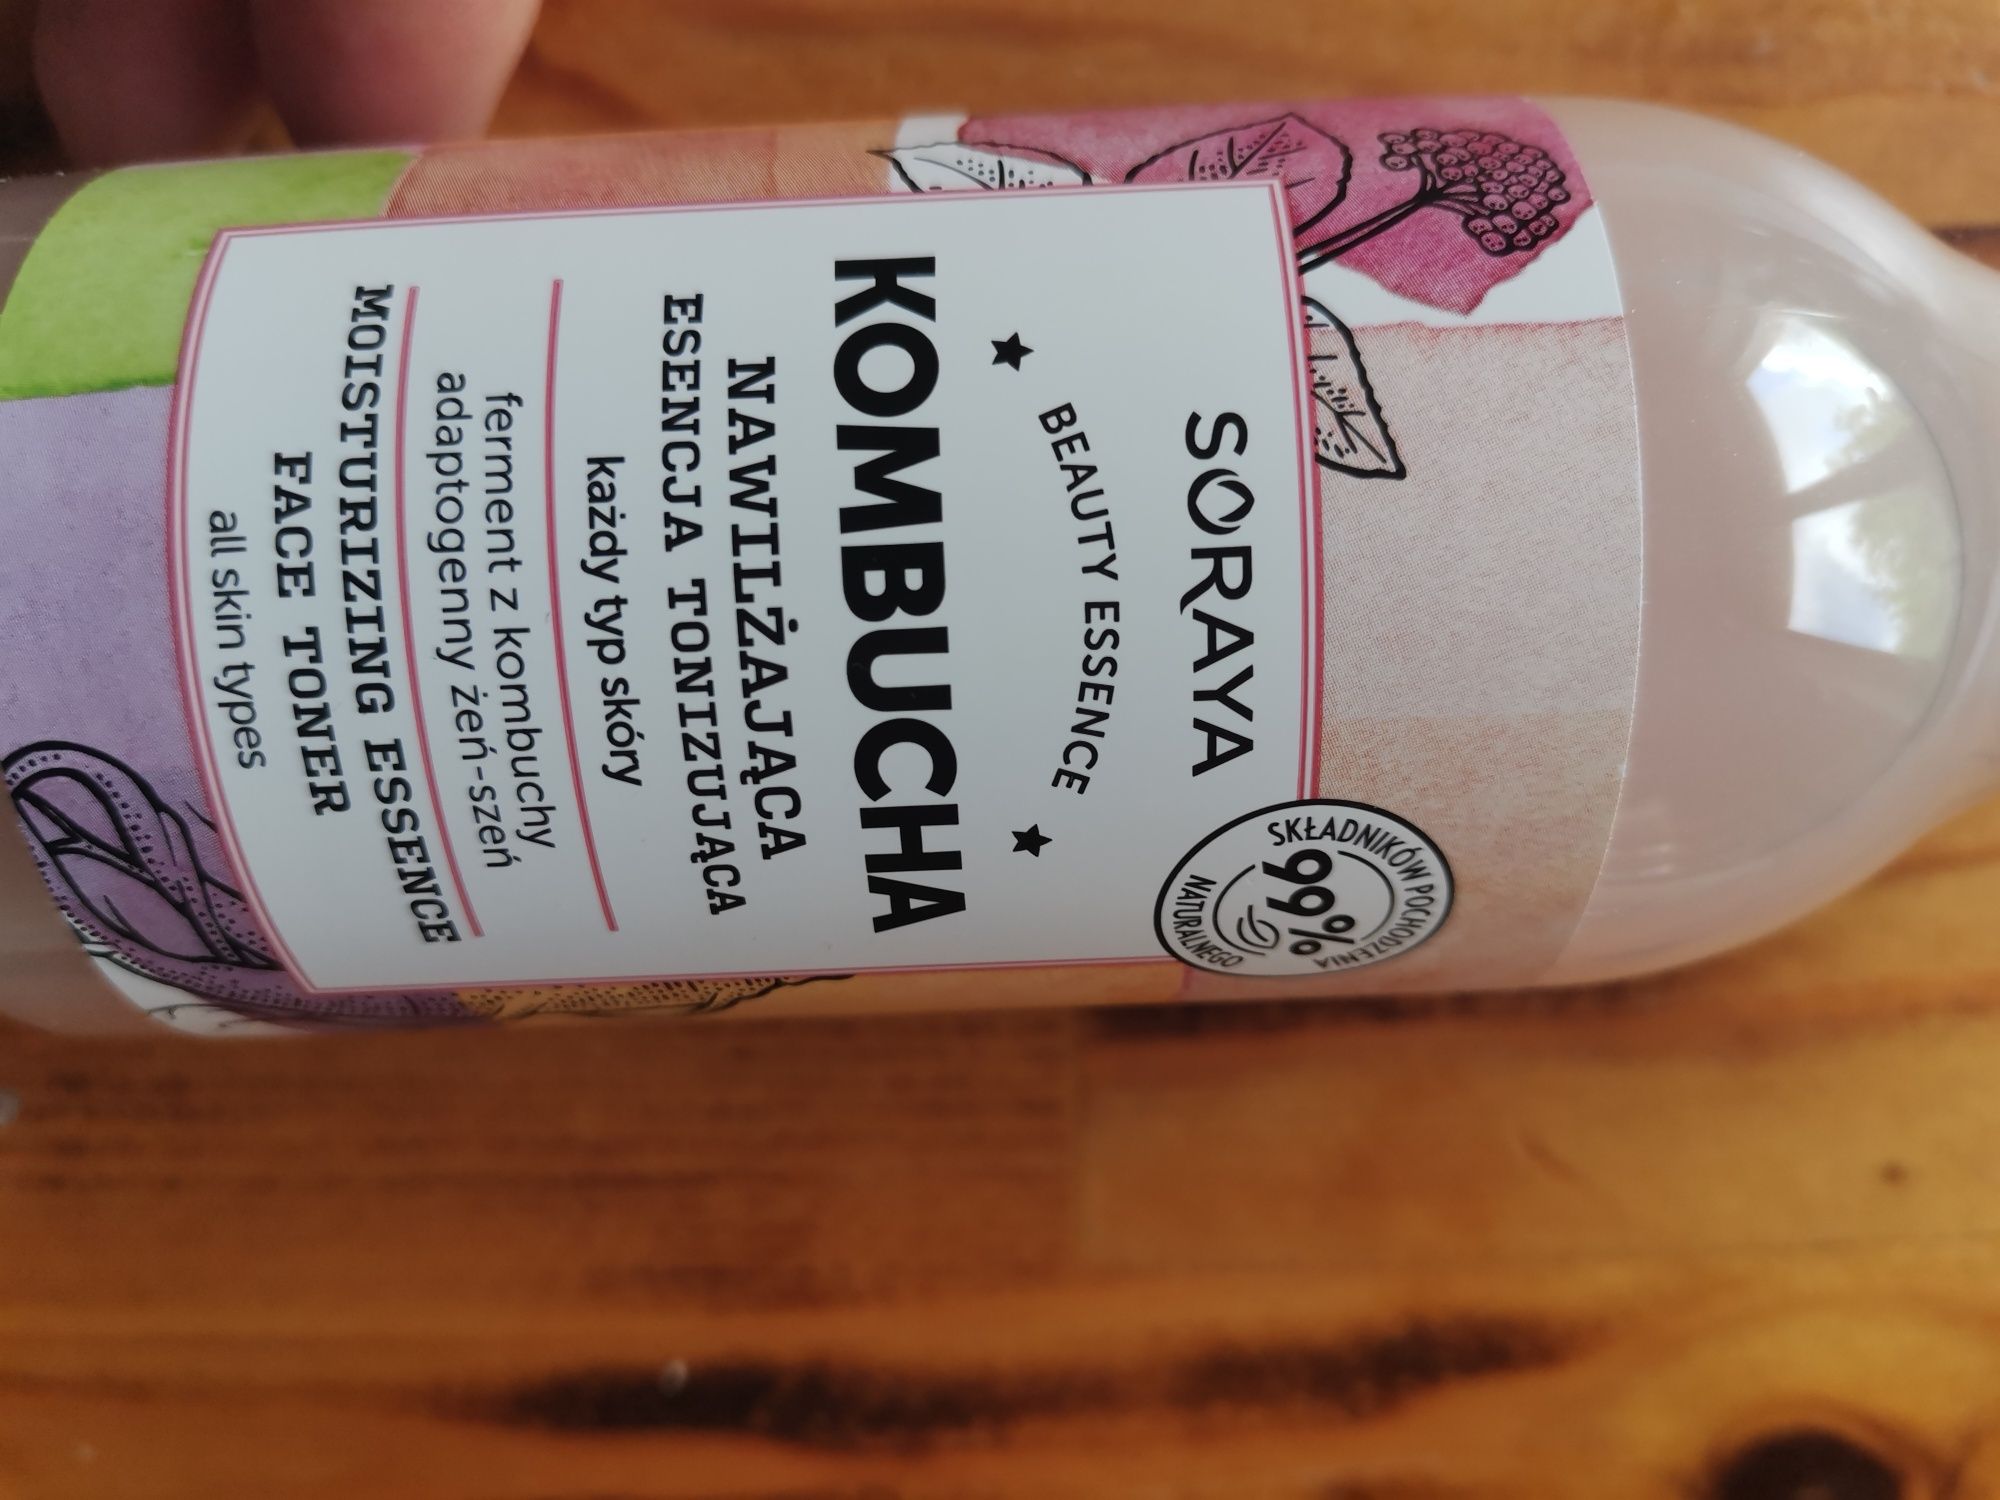 SORAYA
BEAUTY ESSENCE
KOMBUCHA
NAWILŻAJĄCA
ESENCJA TONIZUJĄCA
każdy typ skóry
ferment z kombuchy
adaptogenny żeń-szeń
MOISTURIZING ESSENCE
FACE TONER
all skin types
99%
SKŁADNIKÓW POCHODZENIA
NATURALNEGO